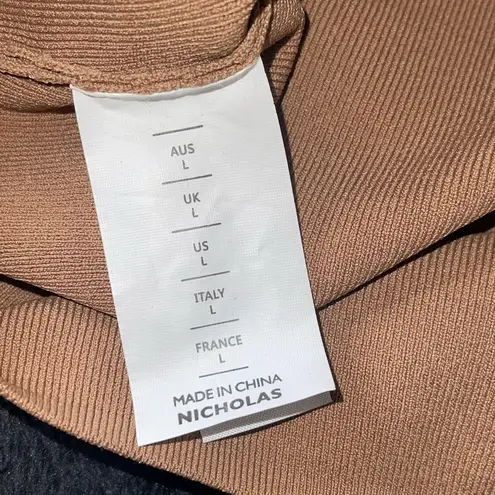 AUS
L
UK
L
US
L
ITALY
L
FRANCE
L
MADE IN CHINA
NICHOLAS